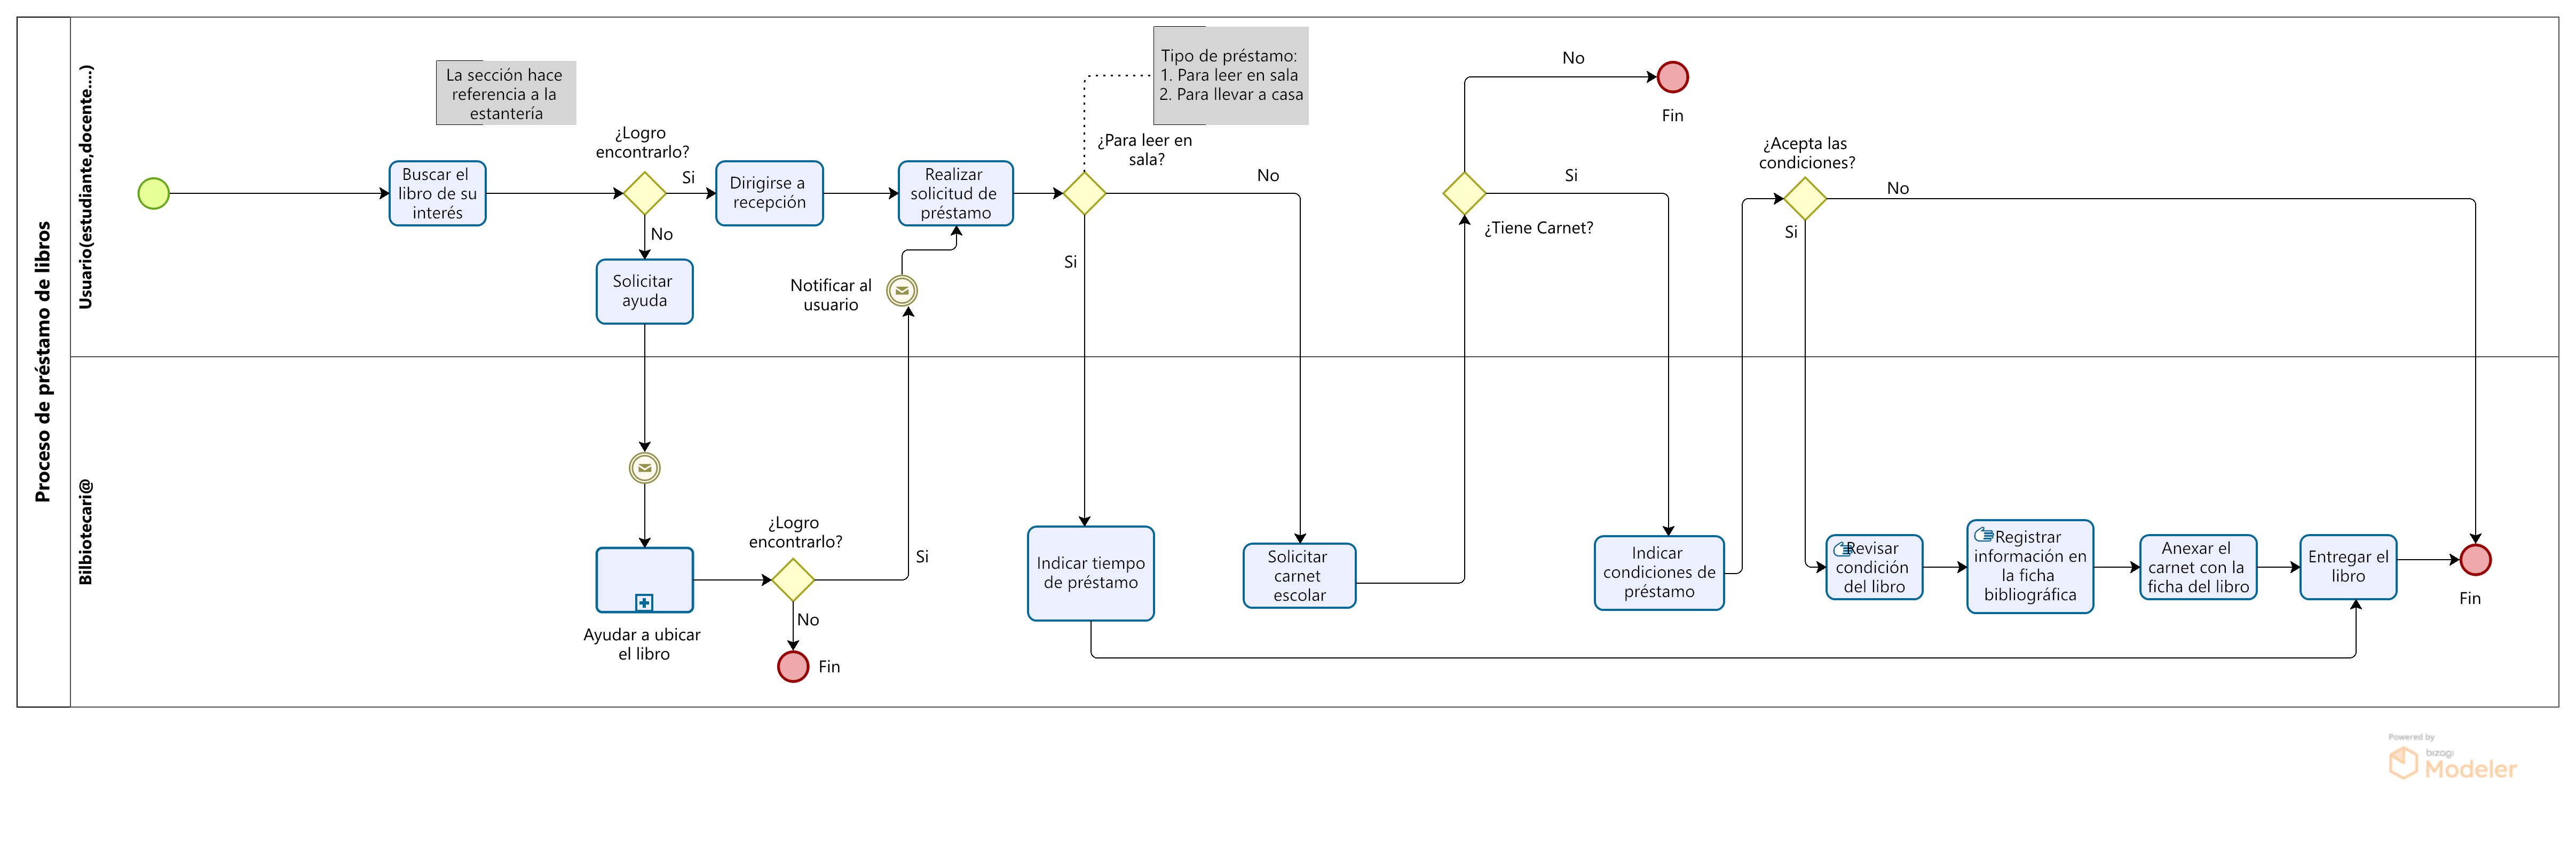 Proceso de préstamo de libros
Usuario(estudiante,docente....)
La sección hace
referencia a la
estantería
Tipo de préstamo:
1. Para leer en sala
2. Para llevar a casa
Buscar el
libro de su
interés
¿Logro
encontrarlo?
Si
No
Dirigirse a
recepción
Realizar
solicitud de
préstamo
Solicitar
ayuda
Notificar al
usuario
¿Para leer en
sala?
No
Si
No
Fin
Si
¿Tiene Carnet?
¿Acepta las
condiciones?
No
Si
Bilbiotecari@
Ayudar a ubicar
el libro
¿Logro
encontrarlo?
Si
No
Fin
Indicar tiempo
de préstamo
Solicitar
carnet
escolar
Indicar
condiciones de
préstamo
Revisar
condición
del libro
Registrar
información en
la ficha
bibliográfica
Anexar el
carnet con la
ficha del libro
Entregar el
libro
Fin
Powered by
bizagi
Modeler